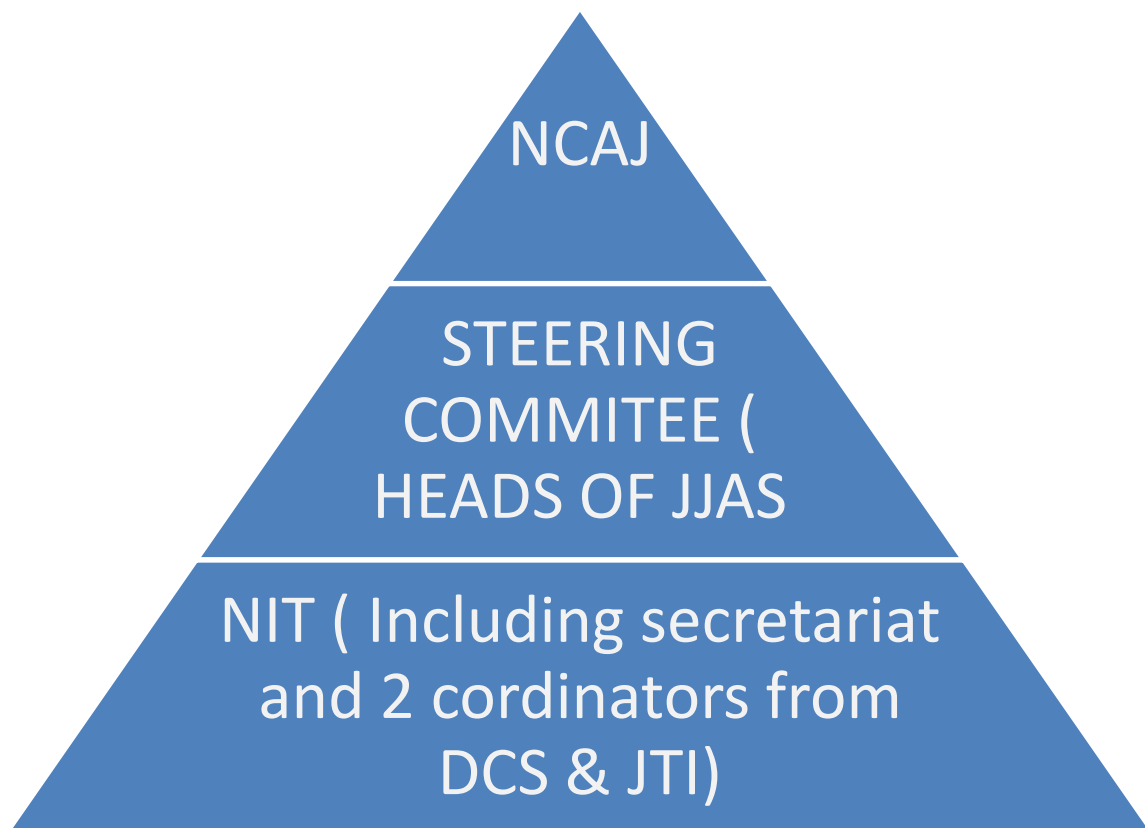 NCAJ
STEERING
COMMITEE (
HEADS OF JJAS
NIT ( Including secretariat
and 2 cordinators from
DCS & JTI)